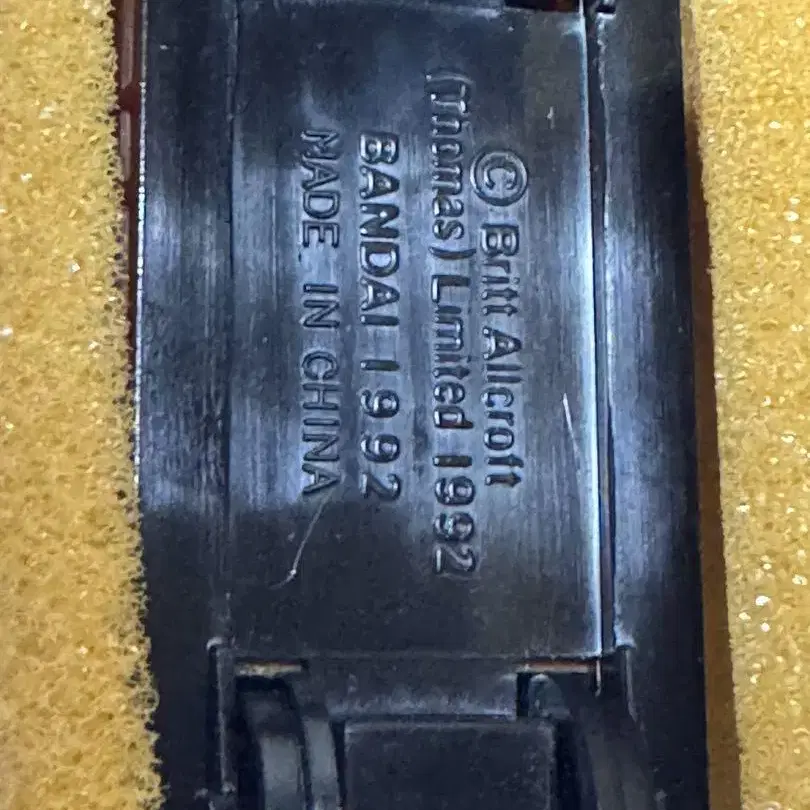 © Britt Allcroft
(Thomas) Limited 1992
BANDAI 1992
MADE IN CHINA